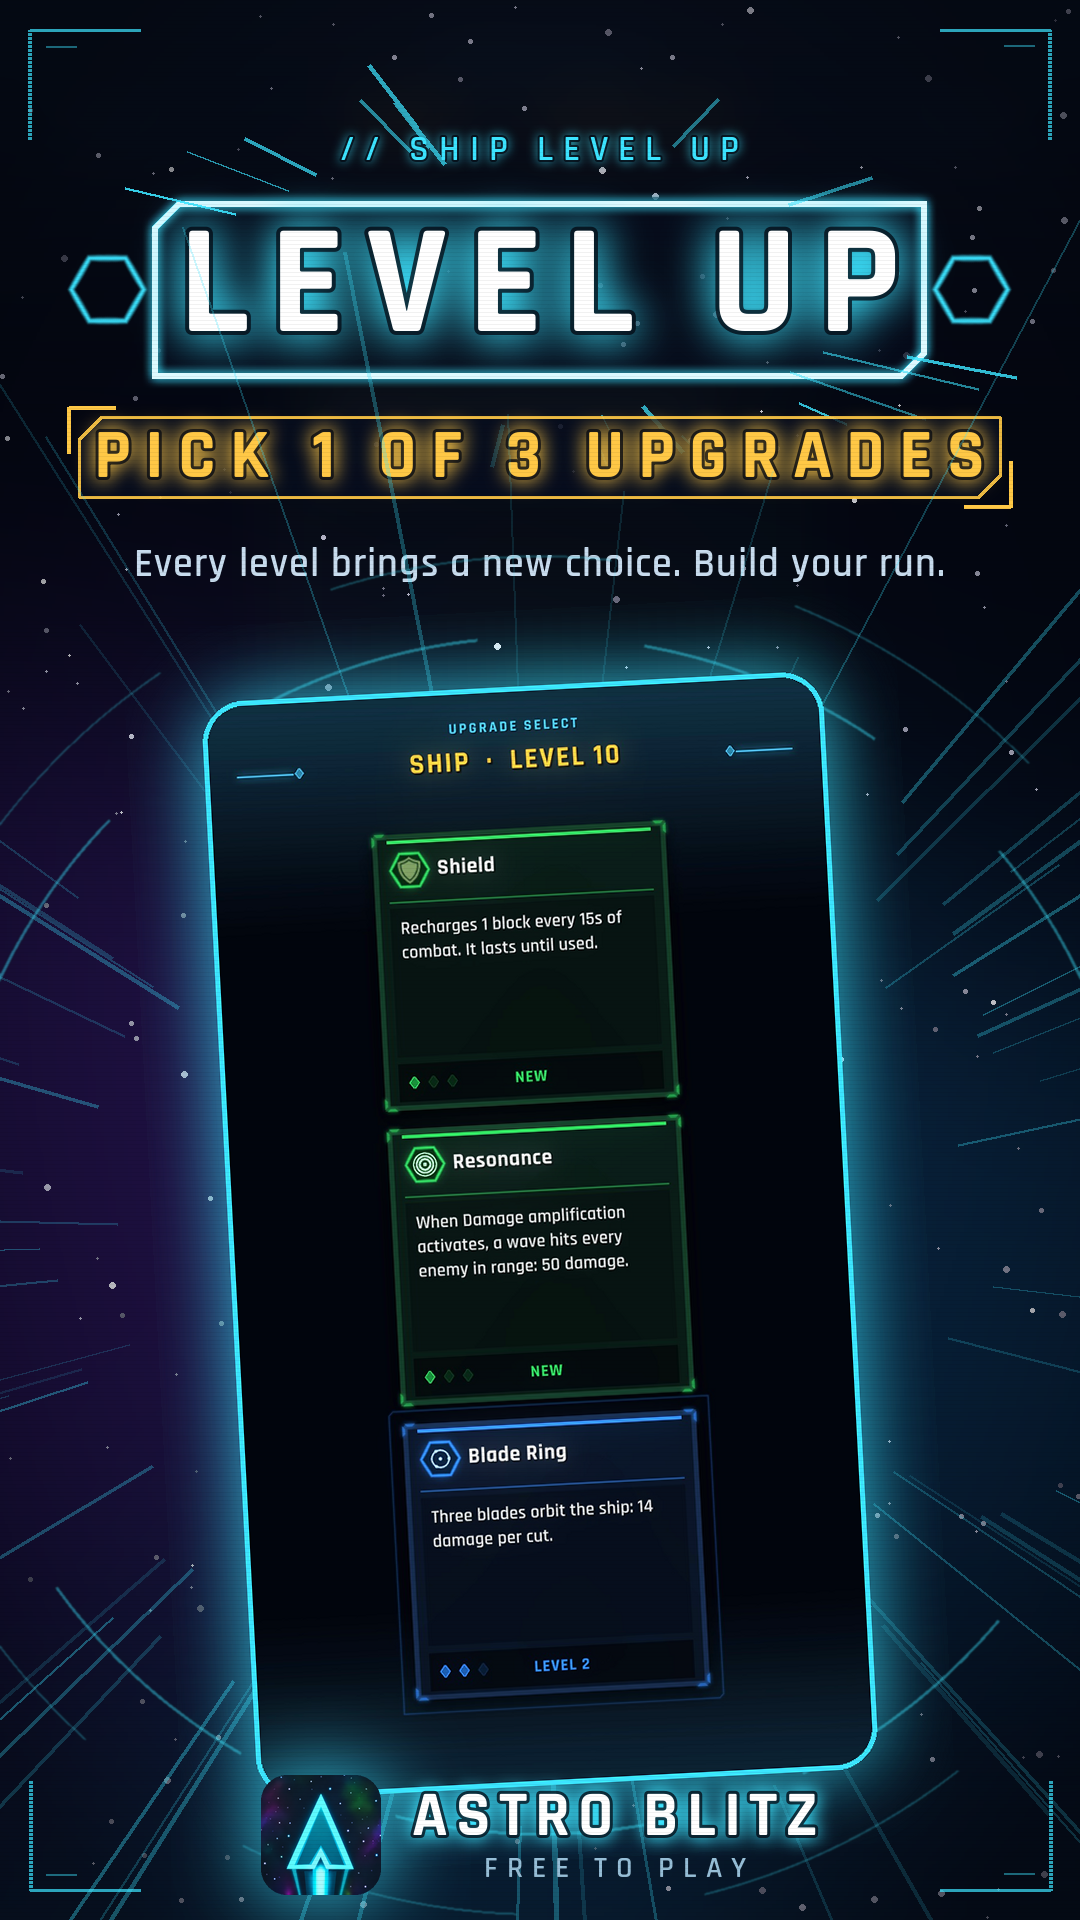 // SHIP LEVEL UP
LEVEL UP
PICK 1 OF 3 UPGRADES
Every level brings a new choice. Build your run.
UPGRADE SELECT
SHIP · LEVEL 10
Shield
Recharges 1 block every 15s of
combat. It lasts until used.
NEW
Resonance
When Damage amplification
activates, a wave hits every
enemy in range: 50 damage.
NEW
Blade Ring
Three blades orbit the ship: 14
damage per cut.
LEVEL 2
ASTRO BLITZ
FREE TO PLAY